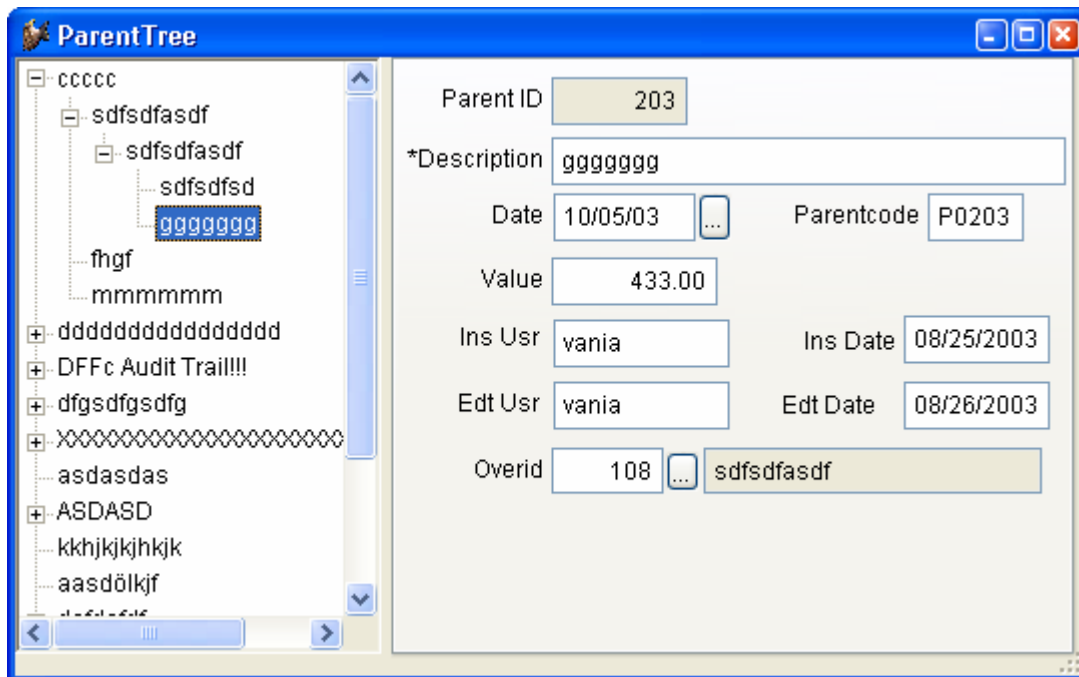 ParentTree
ccccc
sdfsdfasdf
sdfsdfasdf
sdfsdfsd
ggggggg
fhgf
mmmmmm
dddddddddddddddd
DFFc Audit Trail!!!
dfgsdfgsdfg
asdasdas
ASDASD
kkhjkjkjhkjk
aasdölkjf
Parent ID 203
*Description ggggggg
Date 10/05/03 ... Parentcode P0203
Value 433.00
Ins Usr vania Ins Date 08/25/2003
Edt Usr vania Edt Date 08/26/2003
Overid 108 ... sdfsdfasdf